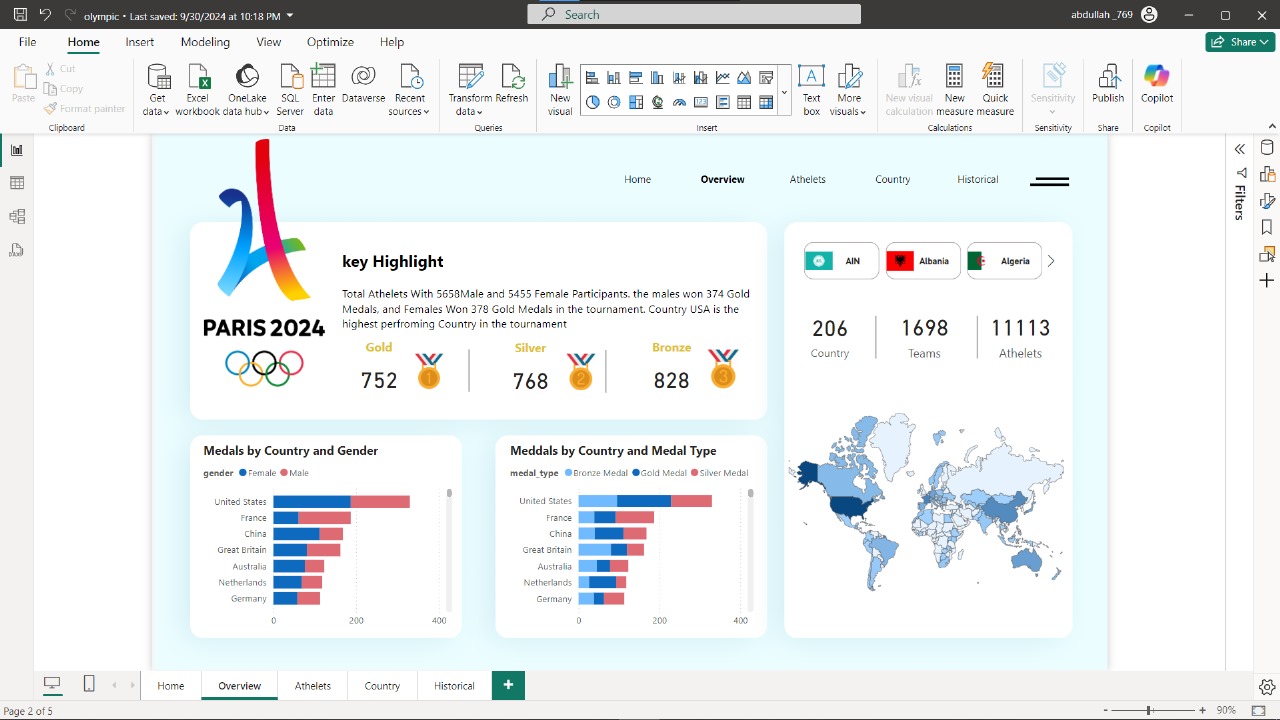 olympic • Last saved: 9/30/2024 at 10:18 PM
Search
abdullah _769
File Home Insert Modeling View Optimize Help
Share
Paste
Cut
Copy
Format painter
Clipboard
Get data
Excel workbook
OneLake data hub
SQL Server
Enter data
Dataverse
Recent sources
Data
Transform data
Refresh
Queries
New visual
Text box
More visuals
Insert
New visual calculation
New measure
Quick measure
Calculations
Sensitivity
Sensitivity
Publish
Share
Copilot
Copilot
Home Overview Athelets Country Historical
Filters
PARIS 2024
key Highlight
Total Athelets With 5658Male and 5455 Female Participants. the males won 374 Gold
Medals, and Females Won 378 Gold Medals in the tournament. Country USA is the
highest perfroming Country in the tournament
Gold Silver Bronze
752 1 768 2 828 3
AIN Albania Algeria
206 1698 11113
Country Teams Athelets
Medals by Country and Gender
gender Female Male
United States
France
China
Great Britain
Australia
Netherlands
Germany
0 200 400
Meddals by Country and Medal Type
medal_type Bronze Medal Gold Medal Silver Medal
United States
France
China
Great Britain
Australia
Netherlands
Germany
0 200 400
Home Overview Athelets Country Historical +
Page 2 of 5
- + 90%